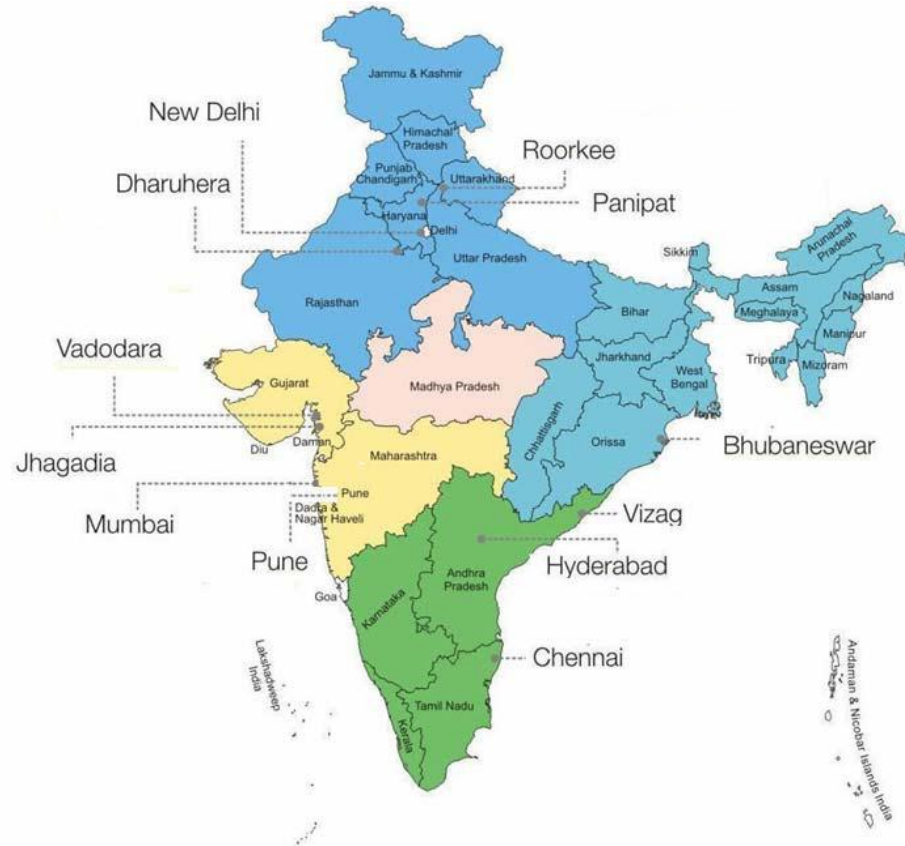 Jammu & Kashmir
New Delhi
Himachal
Pradesh
Roorkee
Punjab
Chandigarh
Uttarakhand
Dharuhera
Panipat
Haryana
Delhi
Uttar Pradesh
Sikkim
Arunachal
Pradesh
Assam
Nagaland
Rajasthan
Bihar
Meghalaya
Manipur
Vadodara
Jharkhand
Tripura
Mizoram
Gujarat
Madhya Pradesh
West
Bengal
Chhattisgarh
Orissa
Bhubaneswar
Daman
Diu
Jhagadia
Maharashtra
Pune
Mumbai
Dadra &
Nagar Haveli
Vizag
Pune
Hyderabad
Andhra
Pradesh
Goa
Karnataka
Chennai
Lakshadweep
India
Tamil Nadu
Kerala
Andaman & Nicobar Islands India